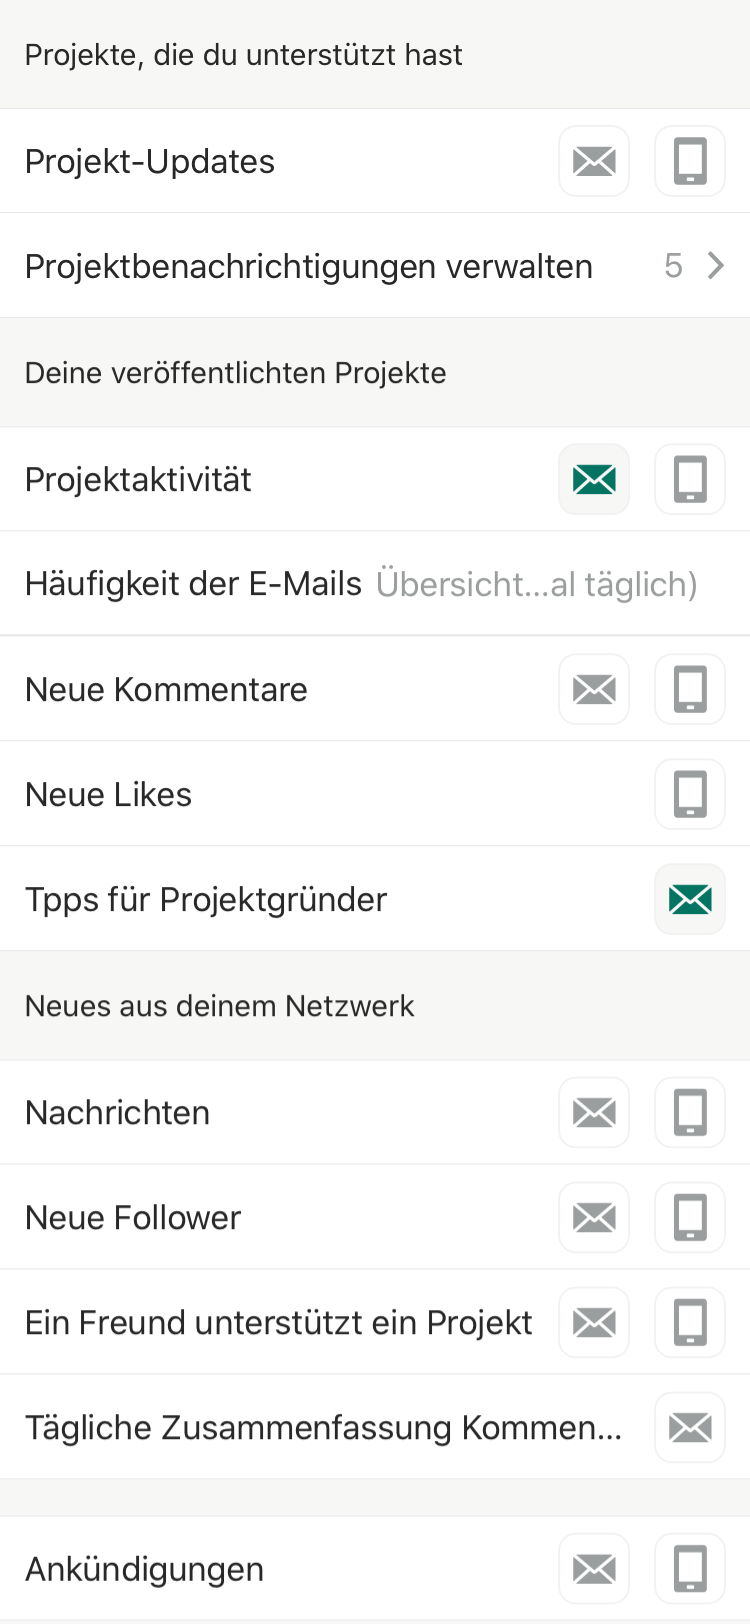 Projekte, die du unterstützt hast
Projekt-Updates
Projektbenachrichtigungen verwalten 5
Deine veröffentlichten Projekte
Projektaktivität
Häufigkeit der E-Mails Übersicht...al täglich)
Neue Kommentare
Neue Likes
Tpps für Projektgründer
Neues aus deinem Netzwerk
Nachrichten
Neue Follower
Ein Freund unterstützt ein Projekt
Tägliche Zusammenfassung Kommen...
Ankündigungen